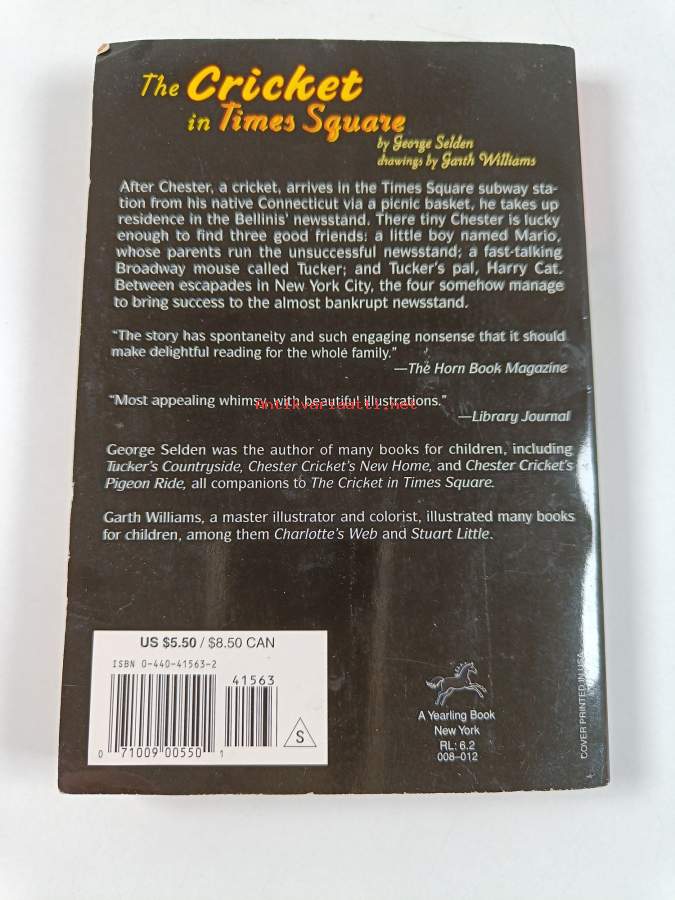 The Cricket
in Times Square
by George Selden
drawings by Garth Williams
After Chester, a cricket, arrives in the Times Square subway sta-
tion from his native Connecticut via a picnic basket, he takes up
residence in the Bellinis' newsstand. There tiny Chester is lucky
enough to find three good friends: a little boy named Mario,
whose parents run the unsuccessful newsstand; a fast-talking
Broadway mouse called Tucker; and Tucker's pal, Harry Cat.
Between escapades in New York City, the four somehow manage
to bring success to the almost bankrupt newsstand.
"The story has spontaneity and such engaging nonsense that it should
make delightful reading for the whole family."
—The Horn Book Magazine
"Most appealing whimsy, with beautiful illustrations."
Antikvariaatti.net
—Library Journal
George Selden was the author of many books for children, including
Tucker's Countryside, Chester Cricket's New Home, and Chester Cricket's
Pigeon Ride, all companions to The Cricket in Times Square.
Garth Williams, a master illustrator and colorist, illustrated many books
for children, among them Charlotte's Web and Stuart Little.
US $5.50 / $8.50 CAN
ISBN 0-440-41563-2
41563
S
0 71009 00550 1
A Yearling Book
New York
RL: 6.2
008–012
COVER PRINTED IN USA